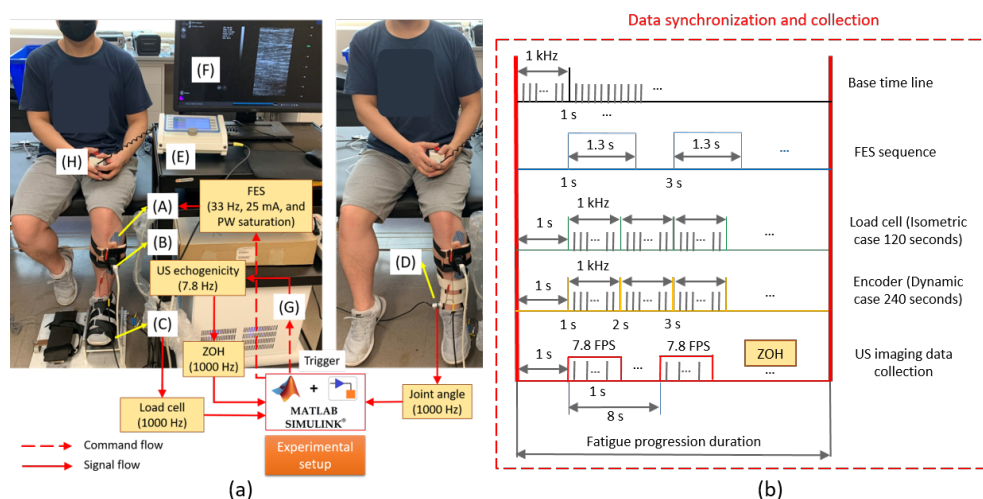 (F)
(H)
(E)
(A)
FES
(33 Hz, 25 mA, and
PW saturation)
(B)
(D)
US echogenicity
(7.8 Hz)
(G)
(C)
ZOH
(1000 Hz)
Trigger
+
MATLAB
SIMULINK®
Joint angle
(1000 Hz)
Load cell
(1000 Hz)
Command flow
Signal flow
Experimental
setup
(a)
Data synchronization and collection
1 kHz
...
...
...
1 s
...
Base time line
1.3 s
1.3 s
...
1 s
3 s
FES sequence
1 kHz
1 s
...
...
...
...
Load cell (Isometric
case 120 seconds)
1 kHz
1 s
...
...
...
...
1 s
2 s
3 s
Encoder (Dynamic
case 240 seconds)
7.8 FPS
7.8 FPS
ZOH
1 s
...
...
...
...
1 s
8 s
US imaging data
collection
Fatigue progression duration
(b)